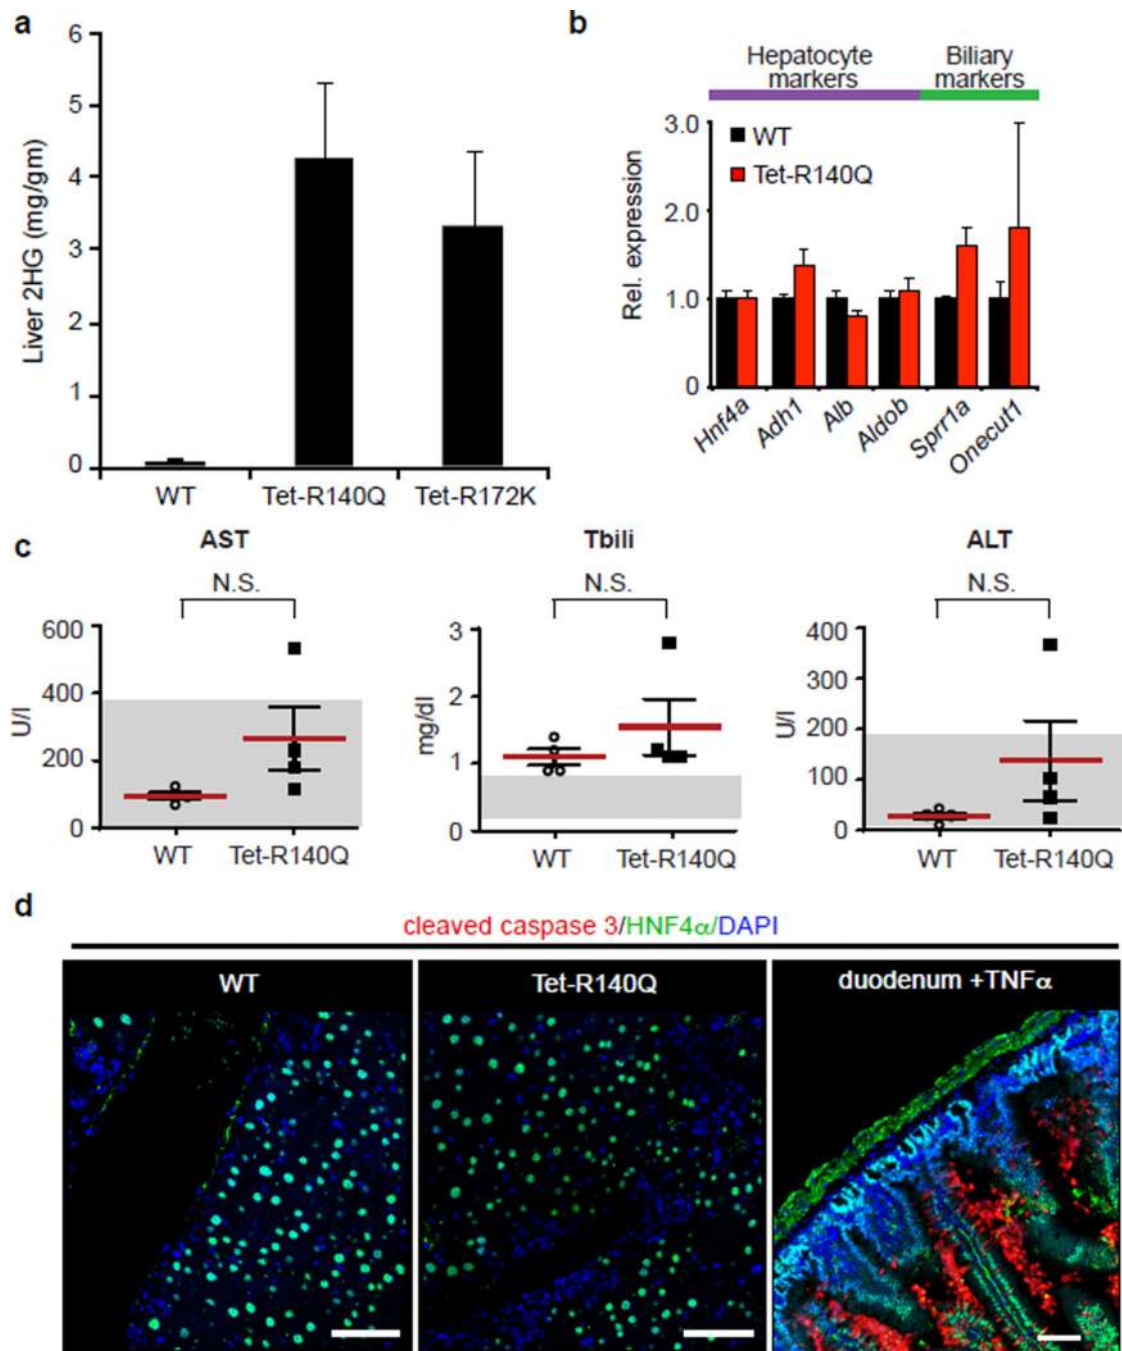 a
6
5
4
3
2
1
0
Liver 2HG (mg/gm)
WT
Tet-R140Q
Tet-R172K
b
Hepatocyte
markers
Biliary
markers
3.0
2.0
1.0
0
Rel. expression
WT
Tet-R140Q
Hnf4a
Adh1
Alb
Aldob
Sprr1a
Onecut1
c
AST
N.S.
600
400
200
0
U/l
WT
Tet-R140Q
Tbili
N.S.
3
2
1
0
mg/dl
WT
Tet-R140Q
ALT
N.S.
400
300
200
100
0
U/l
WT
Tet-R140Q
d
cleaved caspase 3/HNF4α/DAPI
WT
Tet-R140Q
duodenum +TNFα